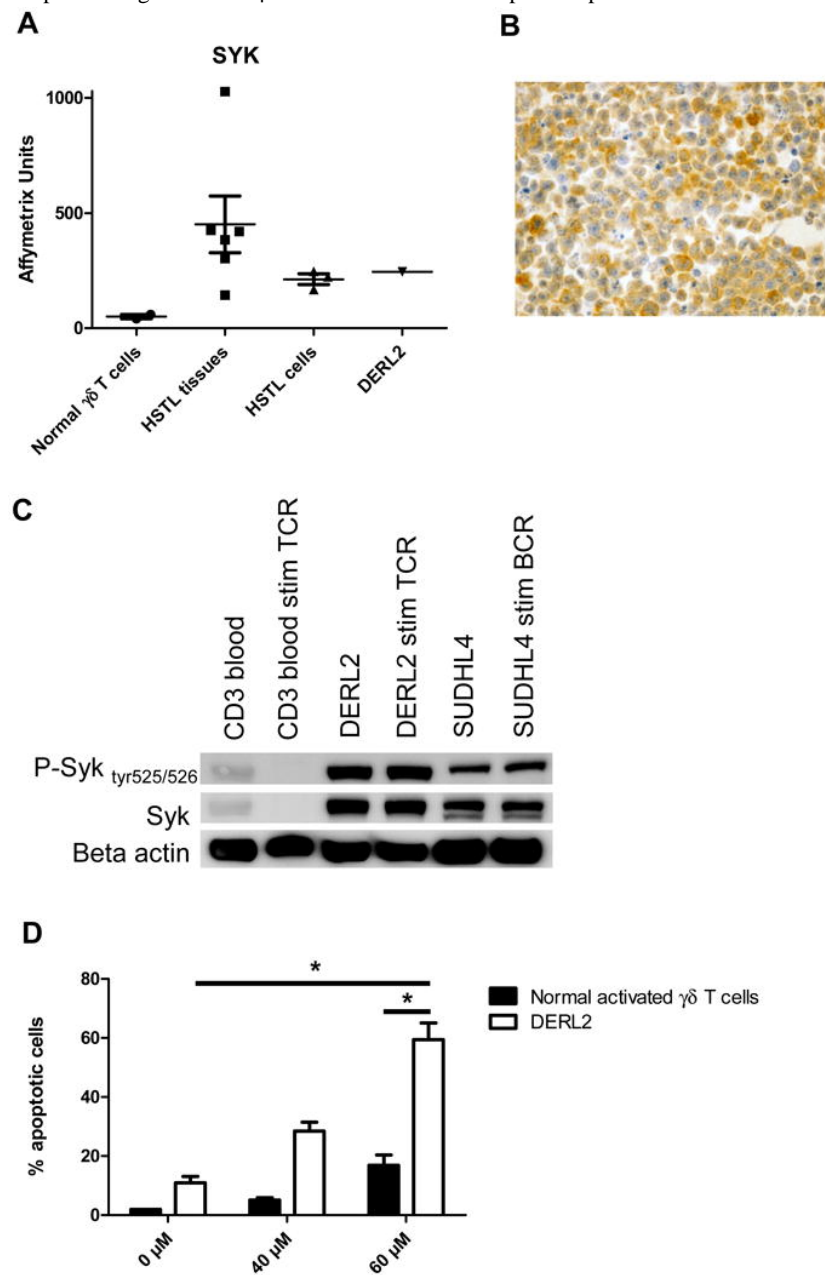 A
B
SYK
1000
500
0
Affymetrix Units
Normal γδ T cells
HSTL tissues
HSTL cells
DERL2
C
CD3 blood
CD3 blood stim TCR
DERL2
DERL2 stim TCR
SUDHL4
SUDHL4 stim BCR
P-Syk tyr525/526
Syk
Beta actin
D
80
60
40
20
0
% apoptotic cells
*
*
Normal activated γδ T cells
DERL2
0 µM
40 µM
60 µM